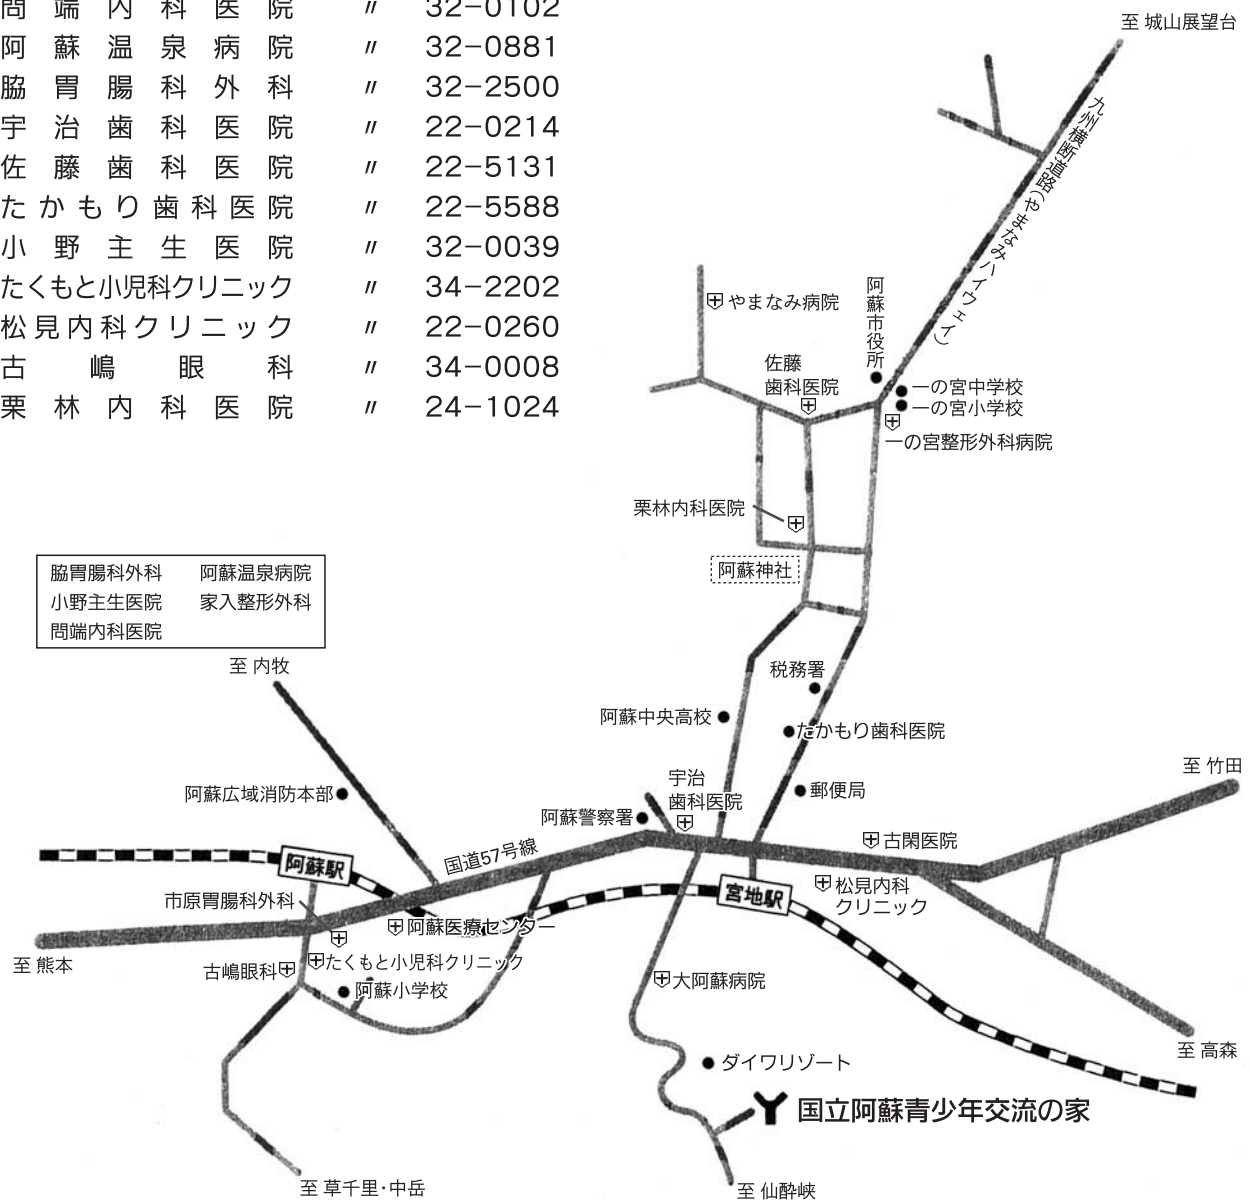 問端内科医院 〃 32−0102
阿蘇温泉病院 〃 32−0881
脇胃腸科外科 〃 32−2500
宇治歯科医院 〃 22−0214
佐藤歯科医院 〃 22−5131
たかもり歯科医院 〃 22−5588
小野主生医院 〃 32−0039
たくもと小児科クリニック 〃 34−2202
松見内科クリニック 〃 22−0260
古嶋眼科 〃 34−0008
栗林内科医院 〃 24−1024
至 城山展望台
九州横断道路(やまなみハイウェイ)
やまなみ病院
阿蘇市役所
佐藤
歯科医院
一の宮中学校
一の宮小学校
一の宮整形外科病院
栗林内科医院
阿蘇神社
脇胃腸科外科 阿蘇温泉病院
小野主生医院 家入整形外科
問端内科医院
至 内牧
税務署
阿蘇中央高校
たかもり歯科医院
至 竹田
宇治
歯科医院
郵便局
阿蘇広域消防本部
阿蘇警察署
古閑医院
国道57号線
阿蘇駅
宮地駅
松見内科
クリニック
市原胃腸科外科
阿蘇医療センター
至 熊本
古嶋眼科
たくもと小児科クリニック
大阿蘇病院
阿蘇小学校
至 高森
ダイワリゾート
国立阿蘇青少年交流の家
至 草千里・中岳
至 仙酔峡